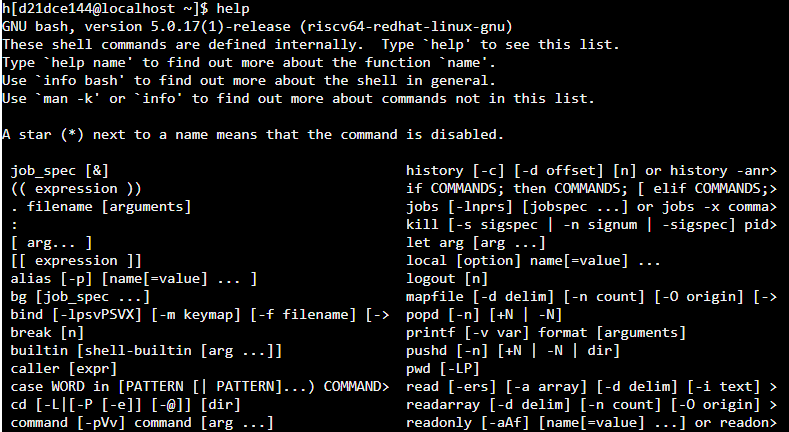 h[d21dce144@localhost ~]$ help
GNU bash, version 5.0.17(1)-release (riscv64-redhat-linux-gnu)
These shell commands are defined internally.  Type `help' to see this list.
Type `help name' to find out more about the function `name'.
Use `info bash' to find out more about the shell in general.
Use `man -k' or `info' to find out more about commands not in this list.

A star (*) next to a name means that the command is disabled.

 job_spec [&]                            history [-c] [-d offset] [n] or history -anr>
 (( expression ))                        if COMMANDS; then COMMANDS; [ elif COMMANDS;>
 . filename [arguments]                  jobs [-lnprs] [jobspec ...] or jobs -x comma>
 :                                       kill [-s sigspec | -n signum | -sigspec] pid>
 [ arg... ]                              let arg [arg ...]
 [[ expression ]]                        local [option] name[=value] ...
 alias [-p] [name[=value] ... ]          logout [n]
 bg [job_spec ...]                       mapfile [-d delim] [-n count] [-O origin] [->
 bind [-lpsvPSVX] [-m keymap] [-f filename] [->  popd [-n] [+N | -N]
 break [n]                               printf [-v var] format [arguments]
 builtin [shell-builtin [arg ...]]       pushd [-n] [+N | -N | dir]
 caller [expr]                           pwd [-LP]
 case WORD in [PATTERN [| PATTERN]...) COMMAND>  read [-ers] [-a array] [-d delim] [-i text] >
 cd [-L|[-P [-e]] [-@]] [dir]            readarray [-d delim] [-n count] [-O origin] >
 command [-pVv] command [arg ...]        readonly [-aAf] [name[=value] ...] or readon>